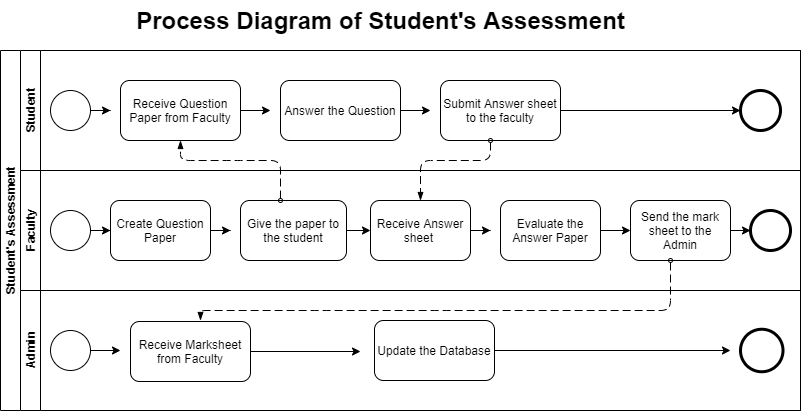 Process Diagram of Student's Assessment
Student's Assessment
Student
Receive Question
Paper from Faculty
Answer the Question
Submit Answer sheet
to the faculty
Faculty
Create Question
Paper
Give the paper to
the student
Receive Answer
sheet
Evaluate the
Answer Paper
Send the mark
sheet to the
Admin
Admin
Receive Marksheet
from Faculty
Update the Database